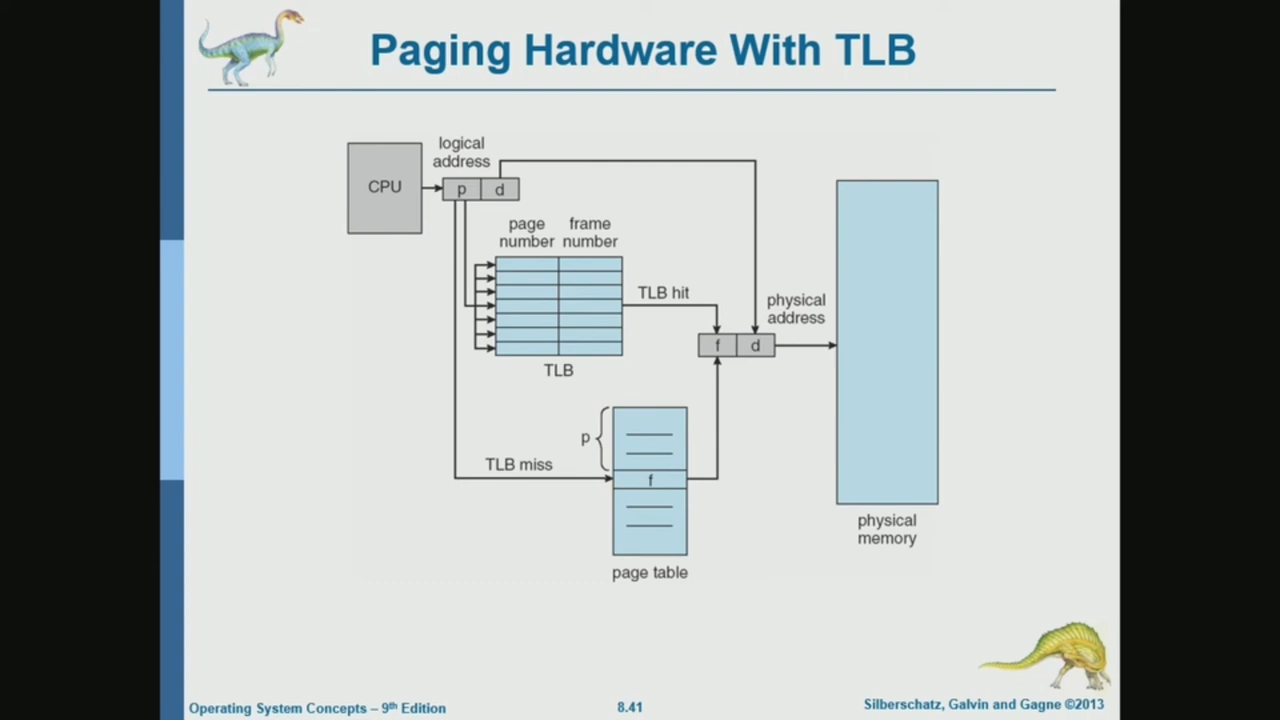 Paging Hardware With TLB
logical
address
CPU
p
d
page
number
frame
number
TLB hit
physical
address
f
d
TLB
p
TLB miss
f
physical
memory
page table
Operating System Concepts – 9th Edition
8.41
Silberschatz, Galvin and Gagne ©2013